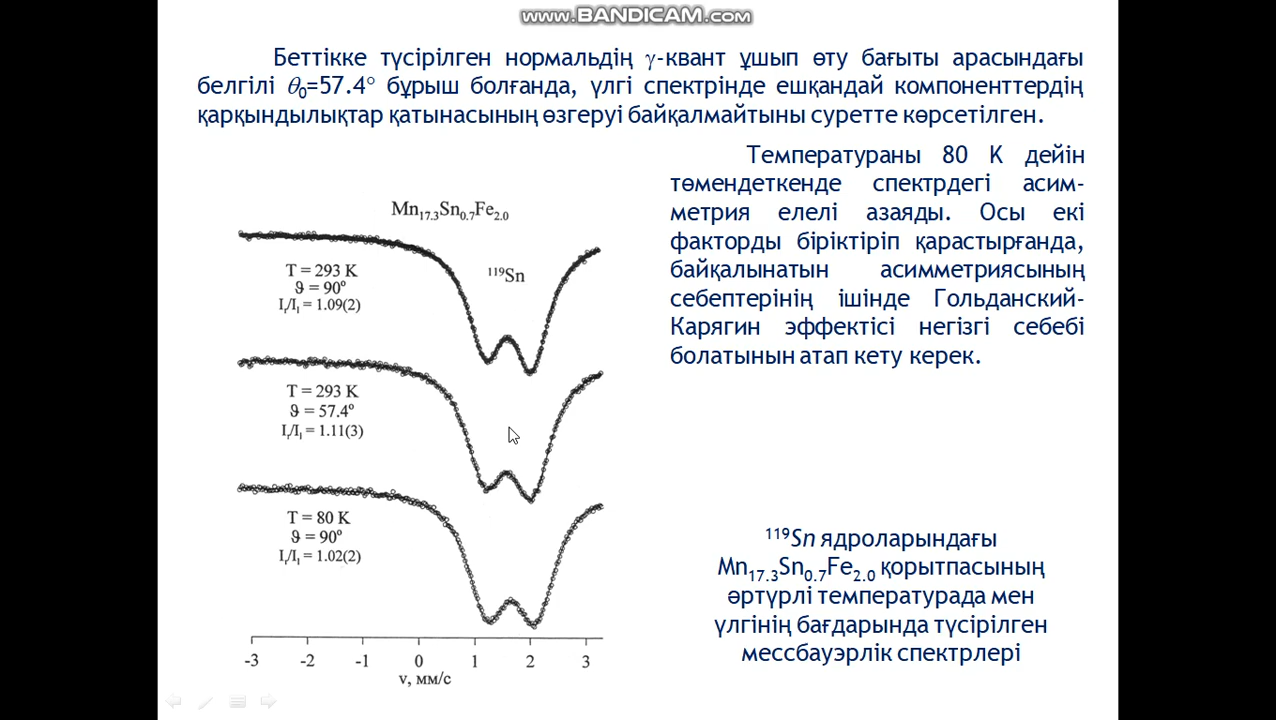 www.BANDICAM.com
Беттікке түсірілген нормальдің γ-квант ұшып өту бағыты арасындағы
белгілі θ₀=57.4° бұрыш болғанда, үлгі спектрінде ешқандай компоненттердің
қарқындылықтар қатынасының өзгеруі байқалмайтыны суретте көрсетілген.
Температураны 80 K дейін
төмендеткенде спектрдегі асим-
метрия елелі азаяды. Осы екі
факторды біріктіріп қарастырғанда,
байқалынатын асимметриясының
себептерінің ішінде Гольданский-
Карягин эффектісі негізгі себебі
болатынын атап кету керек.
Mn₁₇.₃Sn₀.₇Fe₂.₀
T = 293 K
ϑ = 90°
Iᵣ/Iₗ = 1.09(2)
¹¹⁹Sn
T = 293 K
ϑ = 57.4°
Iᵣ/Iₗ = 1.11(3)
T = 80 K
ϑ = 90°
Iᵣ/Iₗ = 1.02(2)
-3 -2 -1 0 1 2 3
v, мм/с
¹¹⁹Sn ядроларындағы
Mn₁₇.₃Sn₀.₇Fe₂.₀ қорытпасының
әртүрлі температурада мен
үлгінің бағдарында түсірілген
мессбауэрлік спектрлері